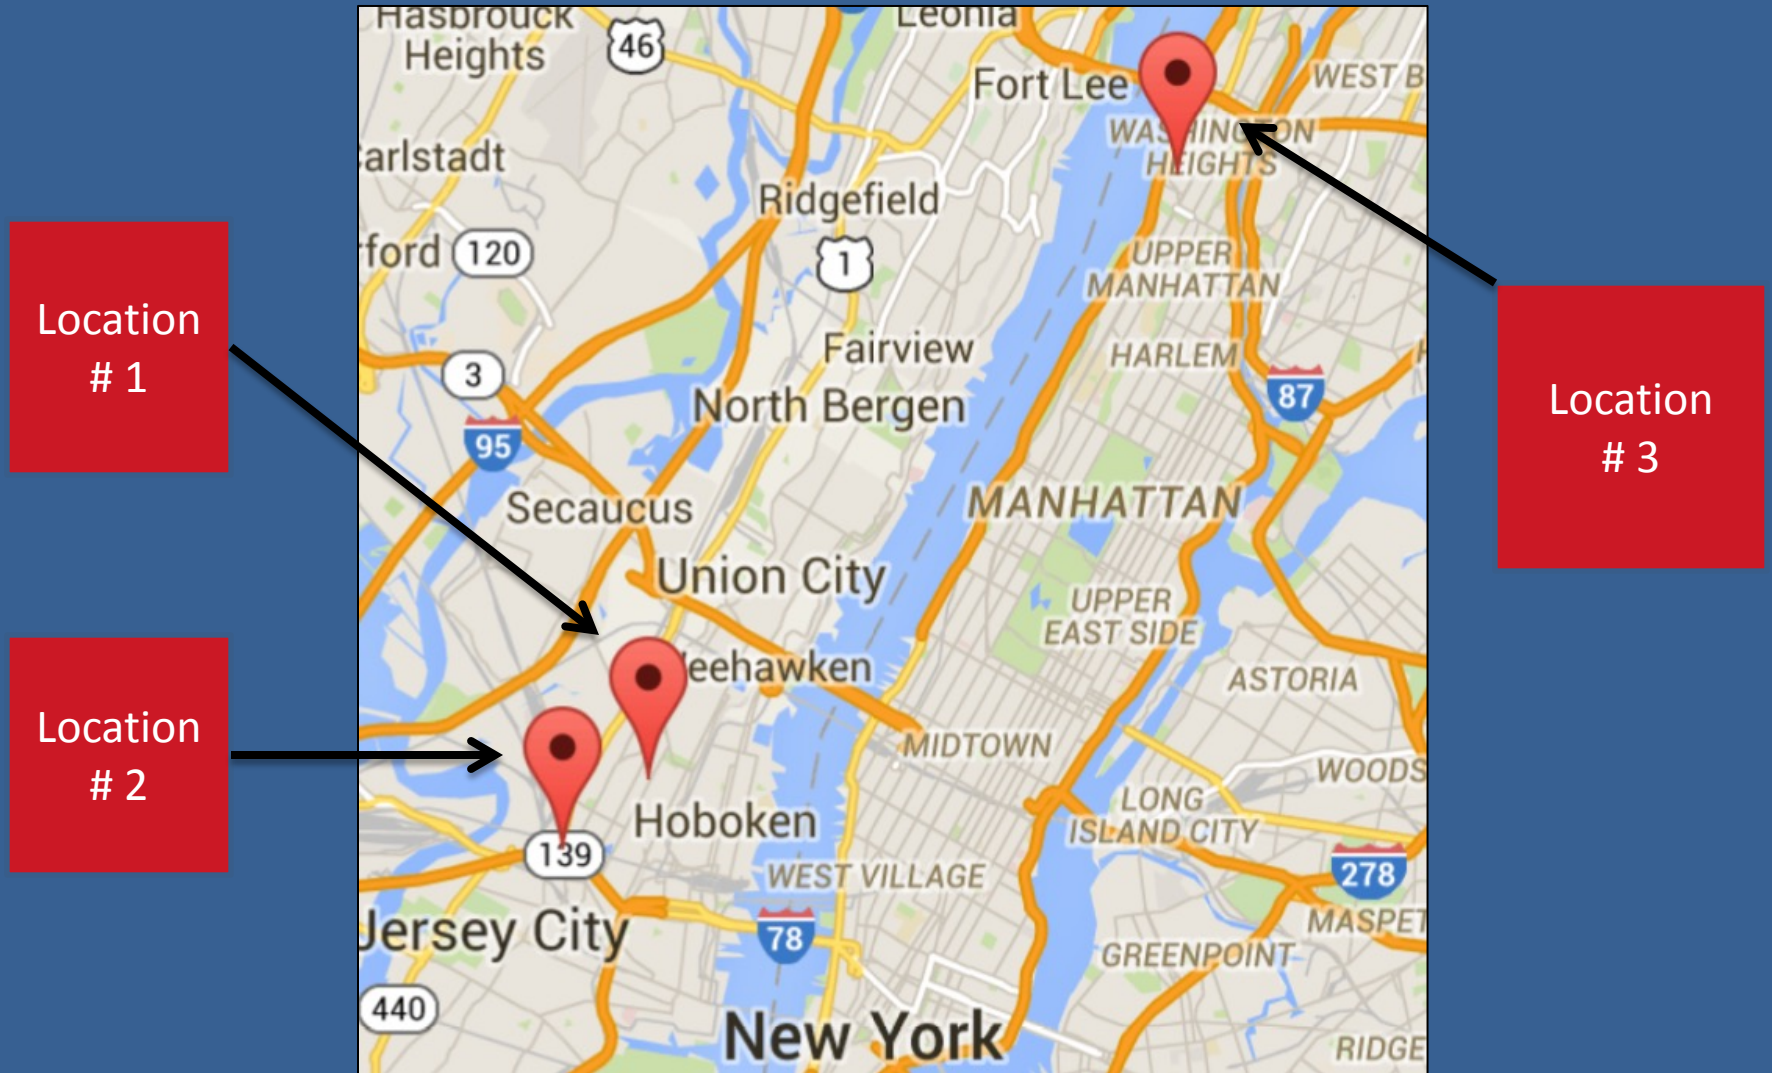 Hasbrouck
Heights
46
Leonia
Fort Lee
WEST B
WASHINGTON
HEIGHTS
arlstadt
Ridgefield
ford
120
1
UPPER
MANHATTAN
Location
# 1
Fairview
HARLEM
3
87
North Bergen
95
Location
# 3
Secaucus
MANHATTAN
Union City
UPPER
EAST SIDE
eehawken
ASTORIA
Location
# 2
MIDTOWN
WOODS
LONG
ISLAND CITY
Hoboken
139
WEST VILLAGE
278
Jersey City
78
MASPET
GREENPOINT
440
New York
RIDGE